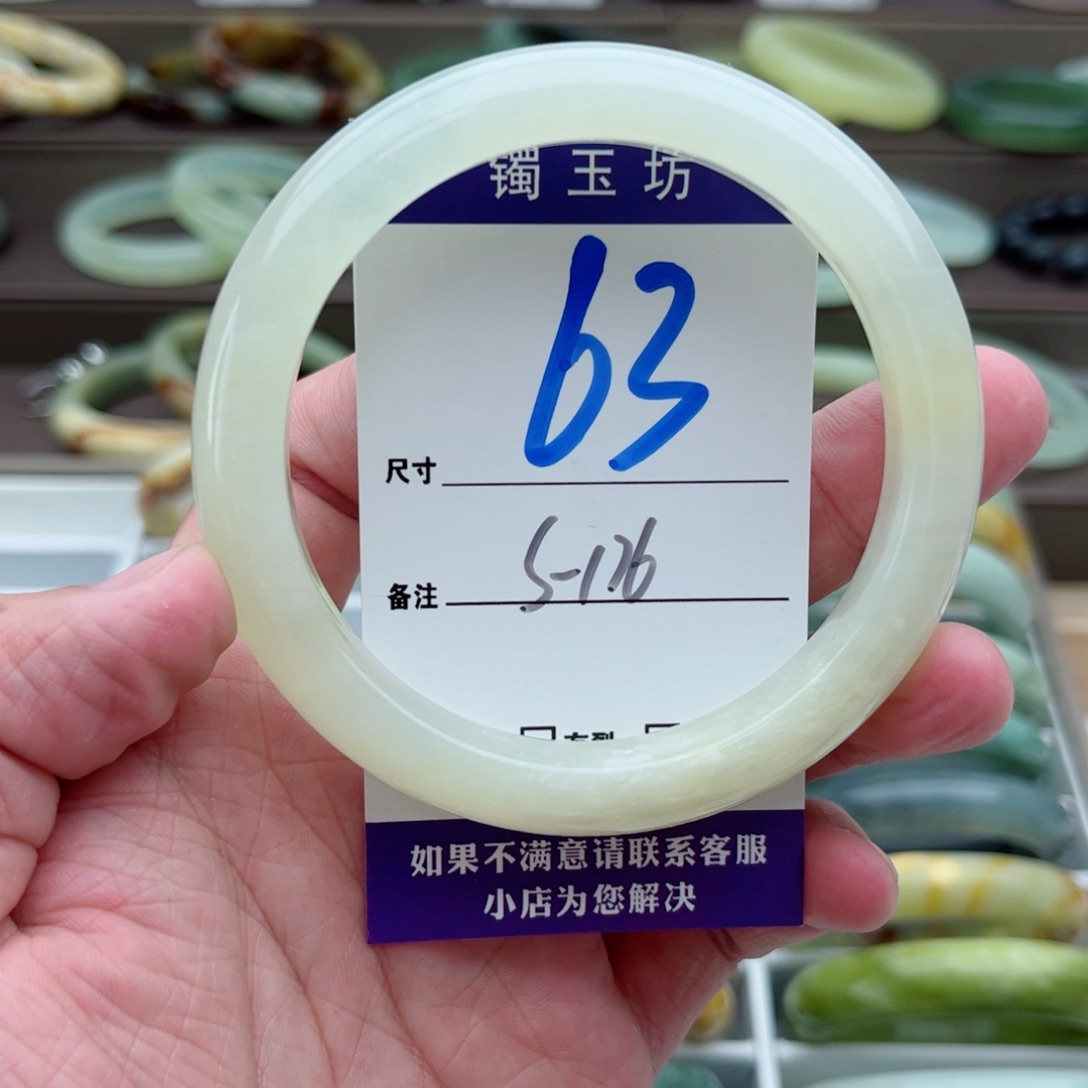 镯玉坊
63
尺寸
S-126
备注
如果不满意请联系客服
小店为您解决